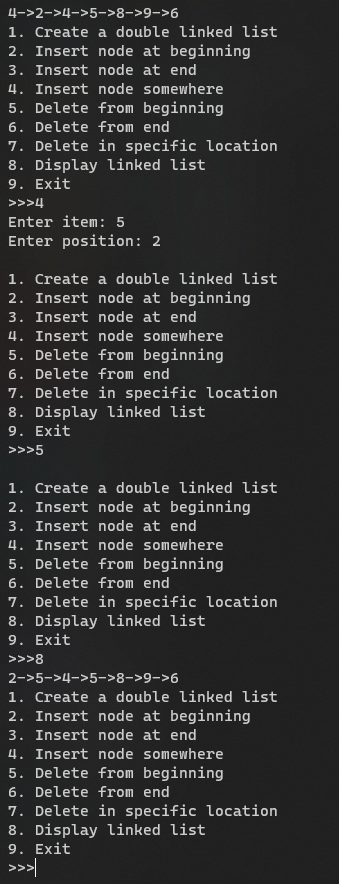 4->2->4->5->8->9->6
1. Create a double linked list
2. Insert node at beginning
3. Insert node at end
4. Insert node somewhere
5. Delete from beginning
6. Delete from end
7. Delete in specific location
8. Display linked list
9. Exit
>>>4
Enter item: 5
Enter position: 2

1. Create a double linked list
2. Insert node at beginning
3. Insert node at end
4. Insert node somewhere
5. Delete from beginning
6. Delete from end
7. Delete in specific location
8. Display linked list
9. Exit
>>>5

1. Create a double linked list
2. Insert node at beginning
3. Insert node at end
4. Insert node somewhere
5. Delete from beginning
6. Delete from end
7. Delete in specific location
8. Display linked list
9. Exit
>>>8
2->5->4->5->8->9->6
1. Create a double linked list
2. Insert node at beginning
3. Insert node at end
4. Insert node somewhere
5. Delete from beginning
6. Delete from end
7. Delete in specific location
8. Display linked list
9. Exit
>>>